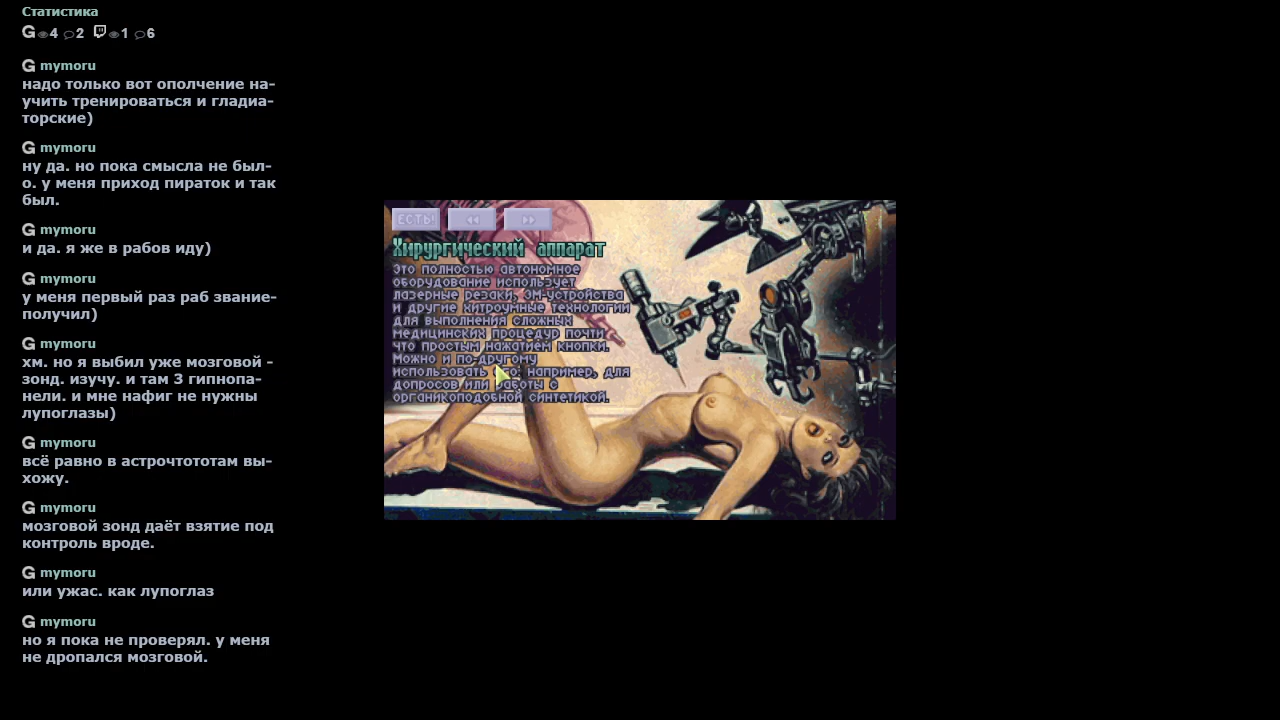 Статистика
4 2 1 6
mymoru
надо только вот ополчение на-
учить тренироваться и гладиа-
торские)
mymoru
ну да. но пока смысла не был-
о. у меня приход пираток и так
был.
mymoru
и да. я же в рабов иду)
mymoru
у меня первый раз раб звание-
получил)
mymoru
хм. но я выбил уже мозговой -
зонд. изучу. и там 3 гипнопа-
нели. и мне нафиг не нужны
лупоглазы)
mymoru
всё равно в астрочтототам вы-
хожу.
mymoru
мозговой зонд даёт взятие под
контроль вроде.
mymoru
или ужас. как лупоглаз
mymoru
но я пока не проверял. у меня
не дропался мозговой.
ЕСТЬ!
Хирургический аппарат
Это полностью автономное
оборудование использует
лазерные резаки, ЭМ-устройства
и другие хитроумные технологии
для выполнения сложных
медицинских процедур почти
что простым нажатием кнопки.
Можно и по-другому
использовать его: например, для
допросов или работы с
органикоподобной синтетикой.